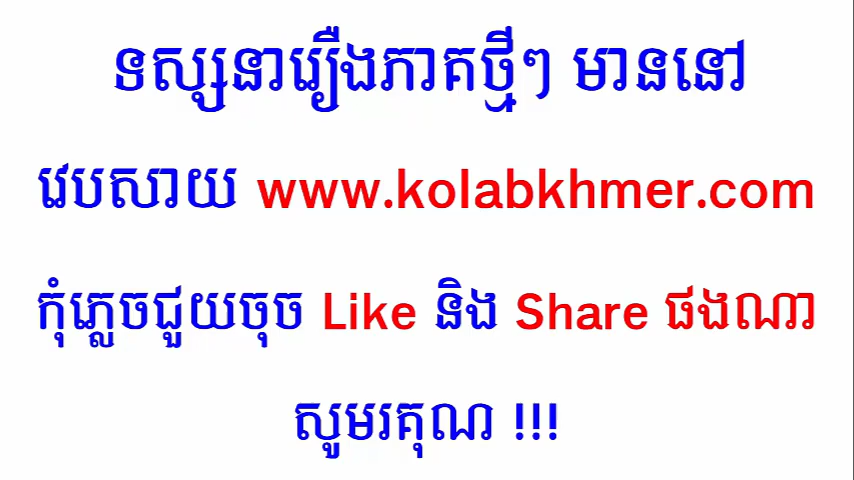 ទស្សនារឿងភាគថ្មីៗ មាននៅ
វេបសាយ www.kolabkhmer.com
កុំភ្លេចជួយចុច Like និង Share ផងណា
សូមរគុណ !!!